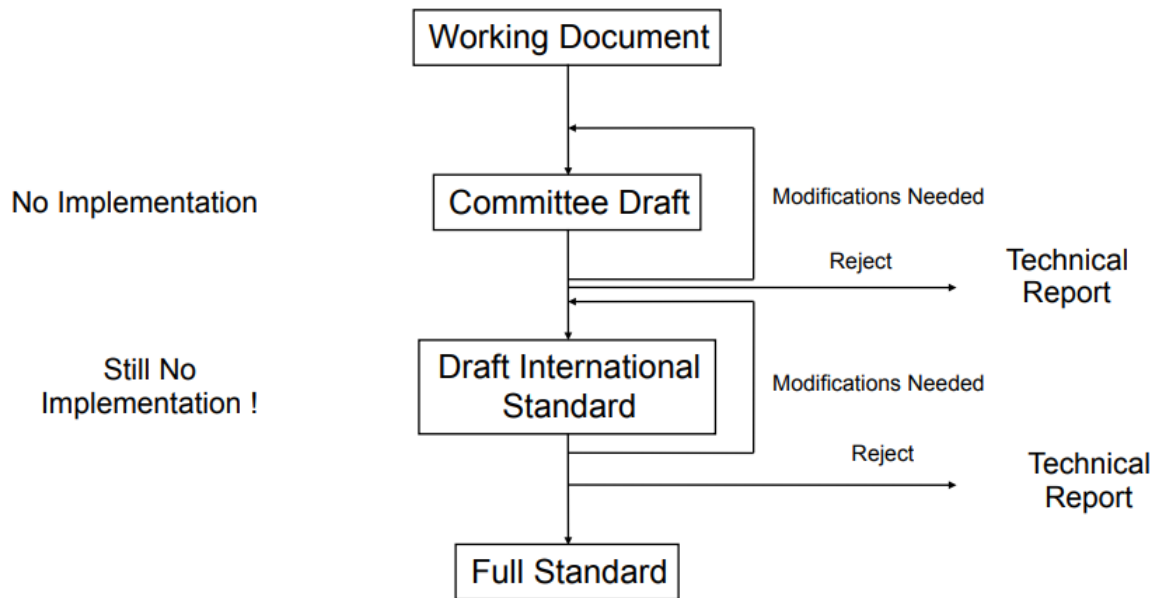 Working Document
No Implementation
Committee Draft
Modifications Needed
Reject
Technical
Report
Still No
Implementation !
Draft International
Standard
Modifications Needed
Reject
Technical
Report
Full Standard